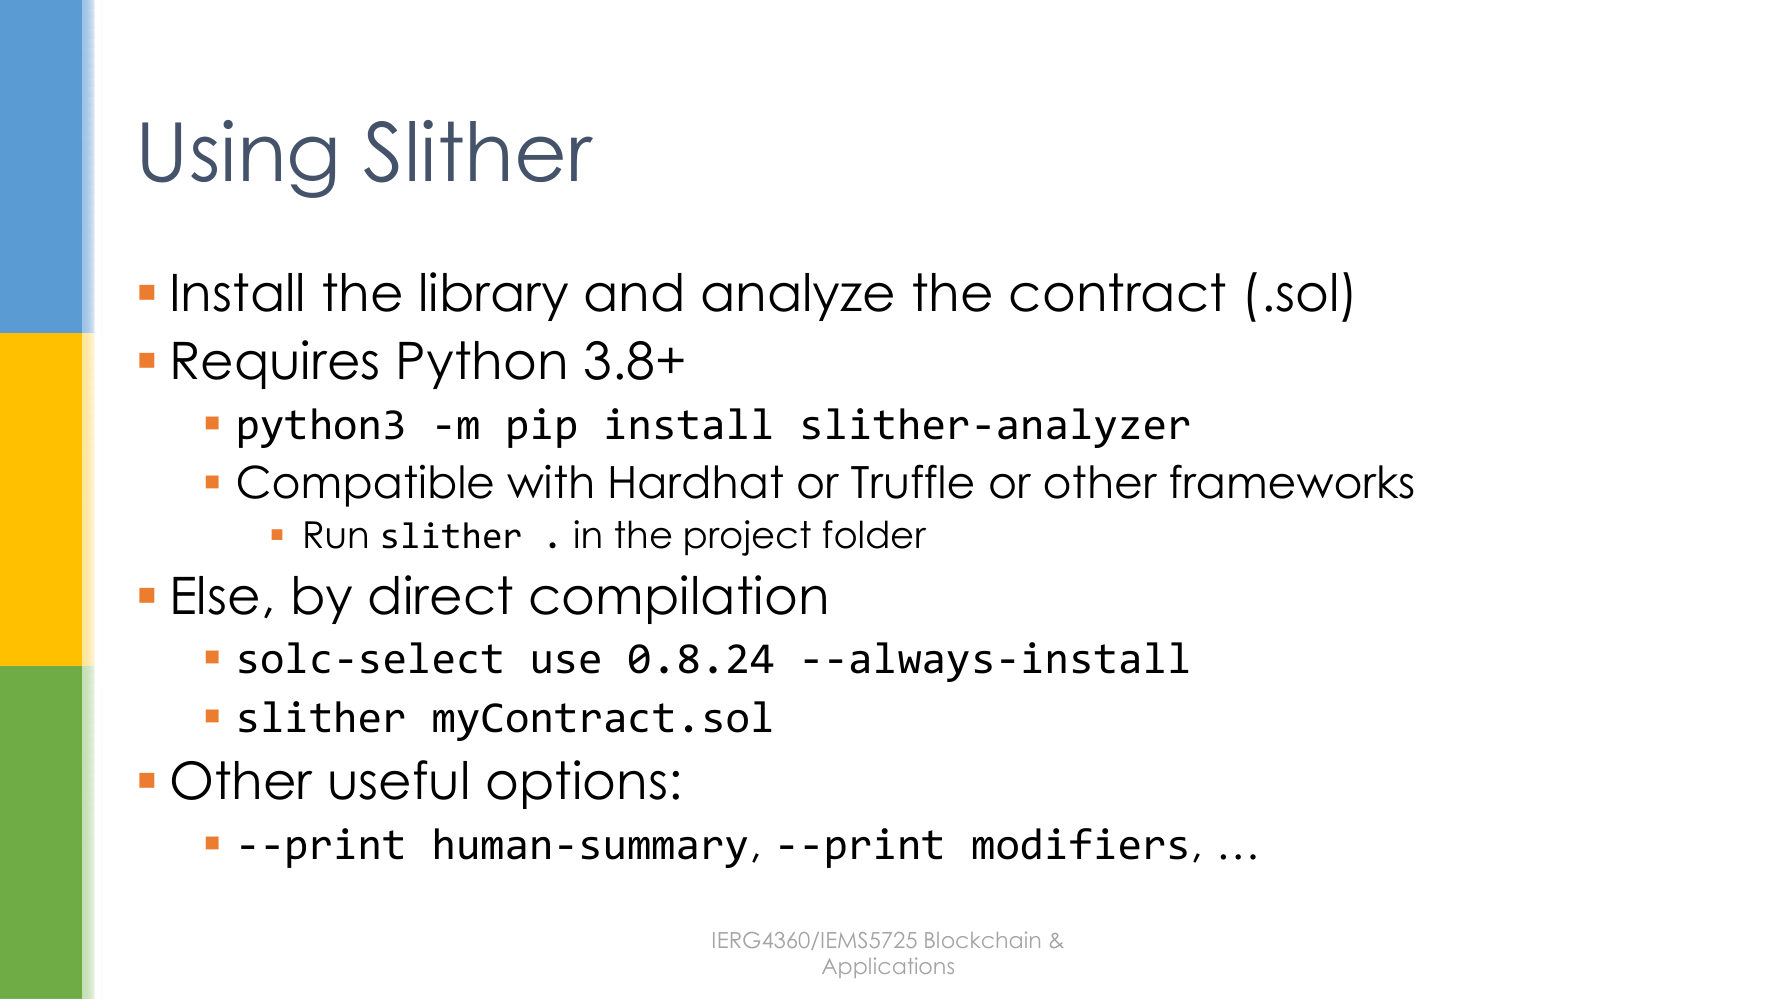 Using Slither
Install the library and analyze the contract (.sol)
Requires Python 3.8+
python3 -m pip install slither-analyzer
Compatible with Hardhat or Truffle or other frameworks
Run slither . in the project folder
Else, by direct compilation
solc-select use 0.8.24 --always-install
slither myContract.sol
Other useful options:
--print human-summary, --print modifiers, …
IERG4360/IEMS5725 Blockchain &
Applications